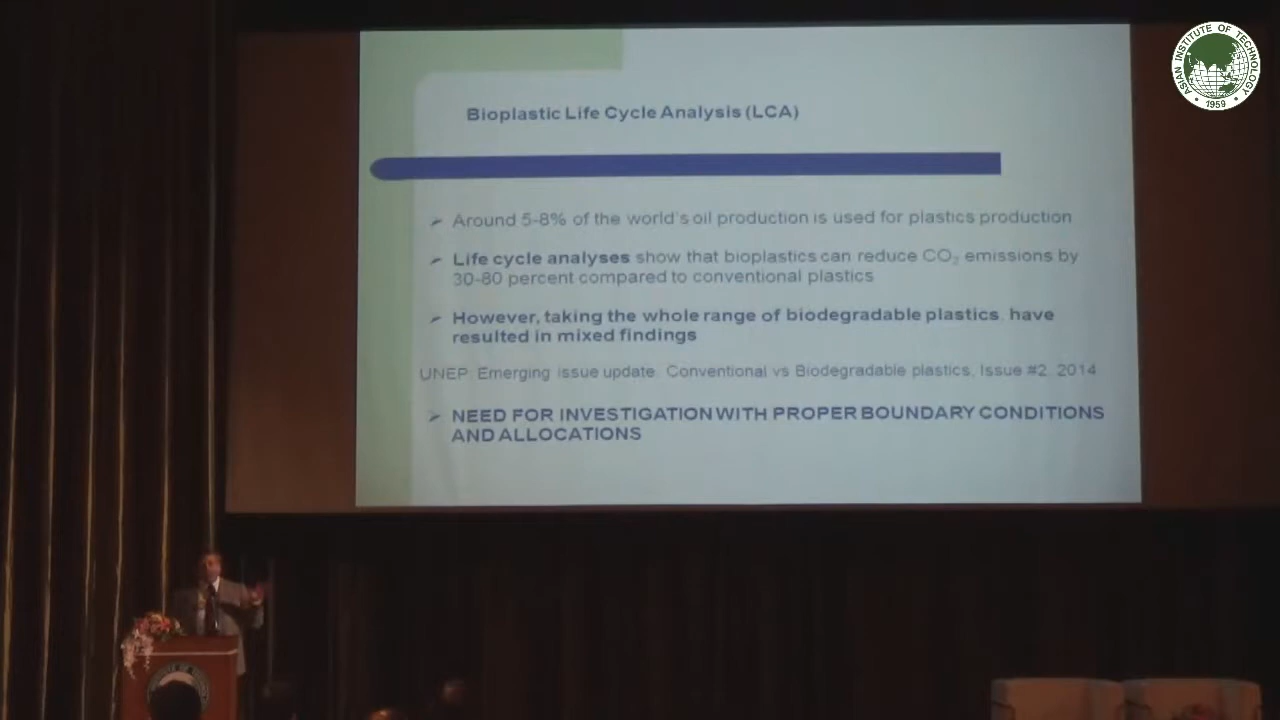 ASIAN INSTITUTE OF TECHNOLOGY
1959
Bioplastic Life Cycle Analysis (LCA)
Around 5-8% of the world's oil production is used for plastics production
Life cycle analyses show that bioplastics can reduce CO₂ emissions by
30-80 percent compared to conventional plastics
However, taking the whole range of biodegradable plastics, have
resulted in mixed findings
UNEP: Emerging issue update. Conventional vs Biodegradable plastics, Issue #2, 2014
NEED FOR INVESTIGATION WITH PROPER BOUNDARY CONDITIONS
AND ALLOCATIONS